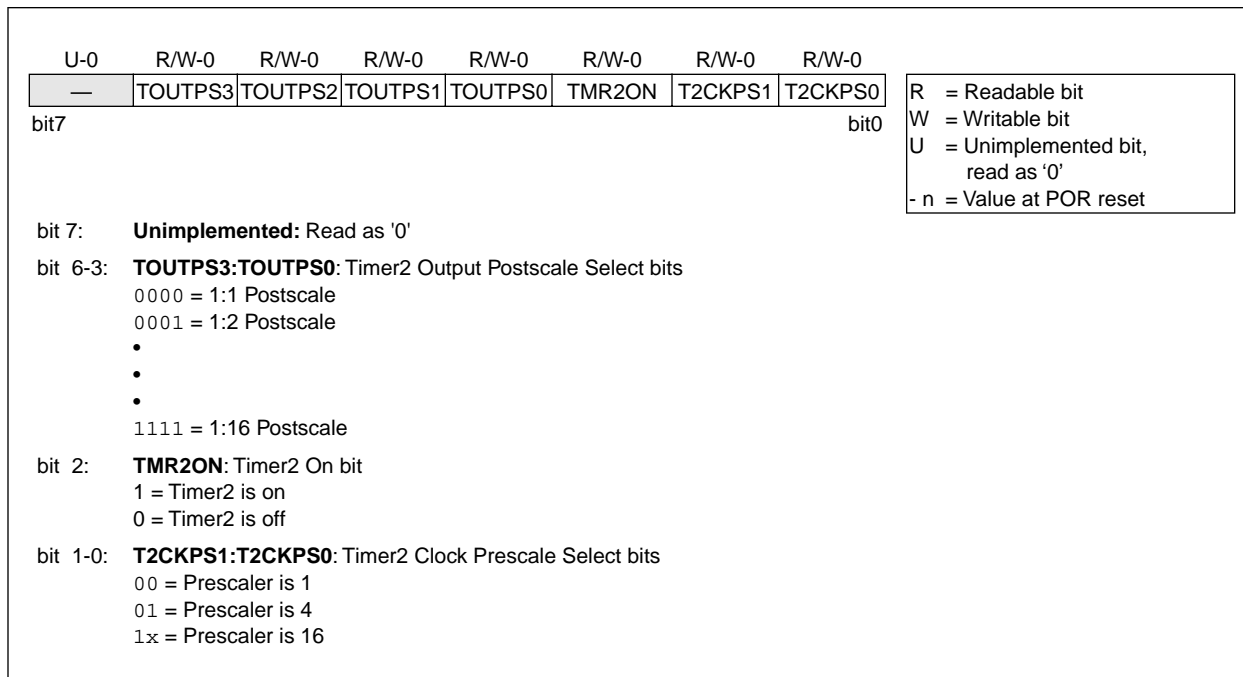 U-0 R/W-0 R/W-0 R/W-0 R/W-0 R/W-0 R/W-0 R/W-0
— TOUTPS3 TOUTPS2 TOUTPS1 TOUTPS0 TMR2ON T2CKPS1 T2CKPS0
bit7 bit0
R = Readable bit
W = Writable bit
U = Unimplemented bit,
read as ‘0’
- n = Value at POR reset
bit 7: Unimplemented: Read as '0'
bit 6-3: TOUTPS3:TOUTPS0: Timer2 Output Postscale Select bits
0000 = 1:1 Postscale
0001 = 1:2 Postscale
•
•
•
1111 = 1:16 Postscale
bit 2: TMR2ON: Timer2 On bit
1 = Timer2 is on
0 = Timer2 is off
bit 1-0: T2CKPS1:T2CKPS0: Timer2 Clock Prescale Select bits
00 = Prescaler is 1
01 = Prescaler is 4
1x = Prescaler is 16